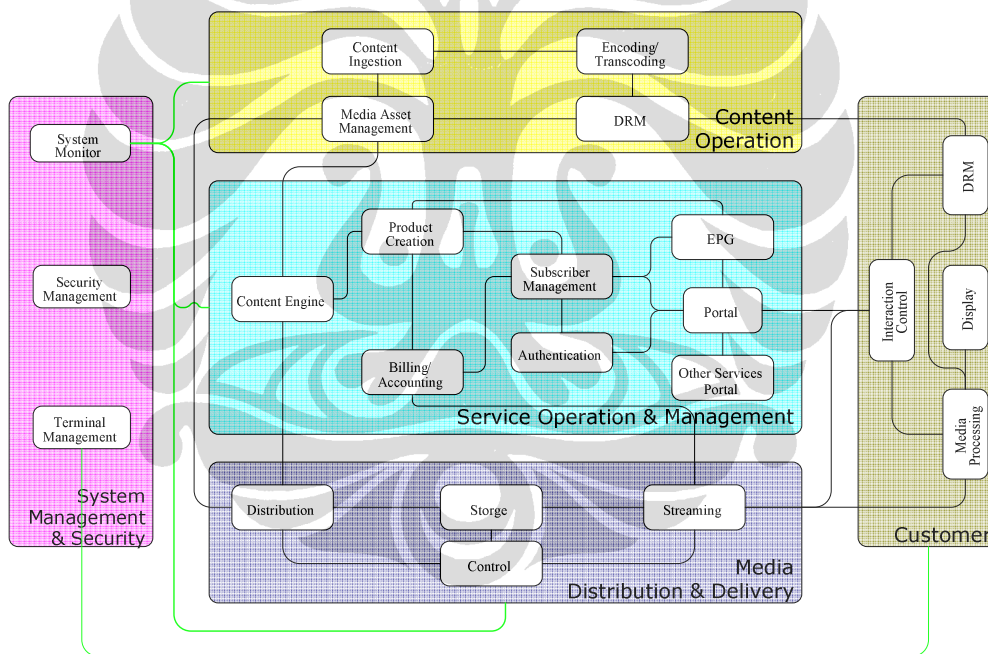 Content
Ingestion
Encoding/
Transcoding
Media Asset
Management
DRM
Content
Operation
System
Monitor
Security
Management
Terminal
Management
System
Management
& Security
Product
Creation
EPG
Subscriber
Management
Content Engine
Portal
Authentication
Billing/
Accounting
Other Services
Portal
Service Operation & Management
Distribution
Storge
Streaming
Control
Media
Distribution & Delivery
DRM
Interaction
Control
Display
Media
Processing
Customer